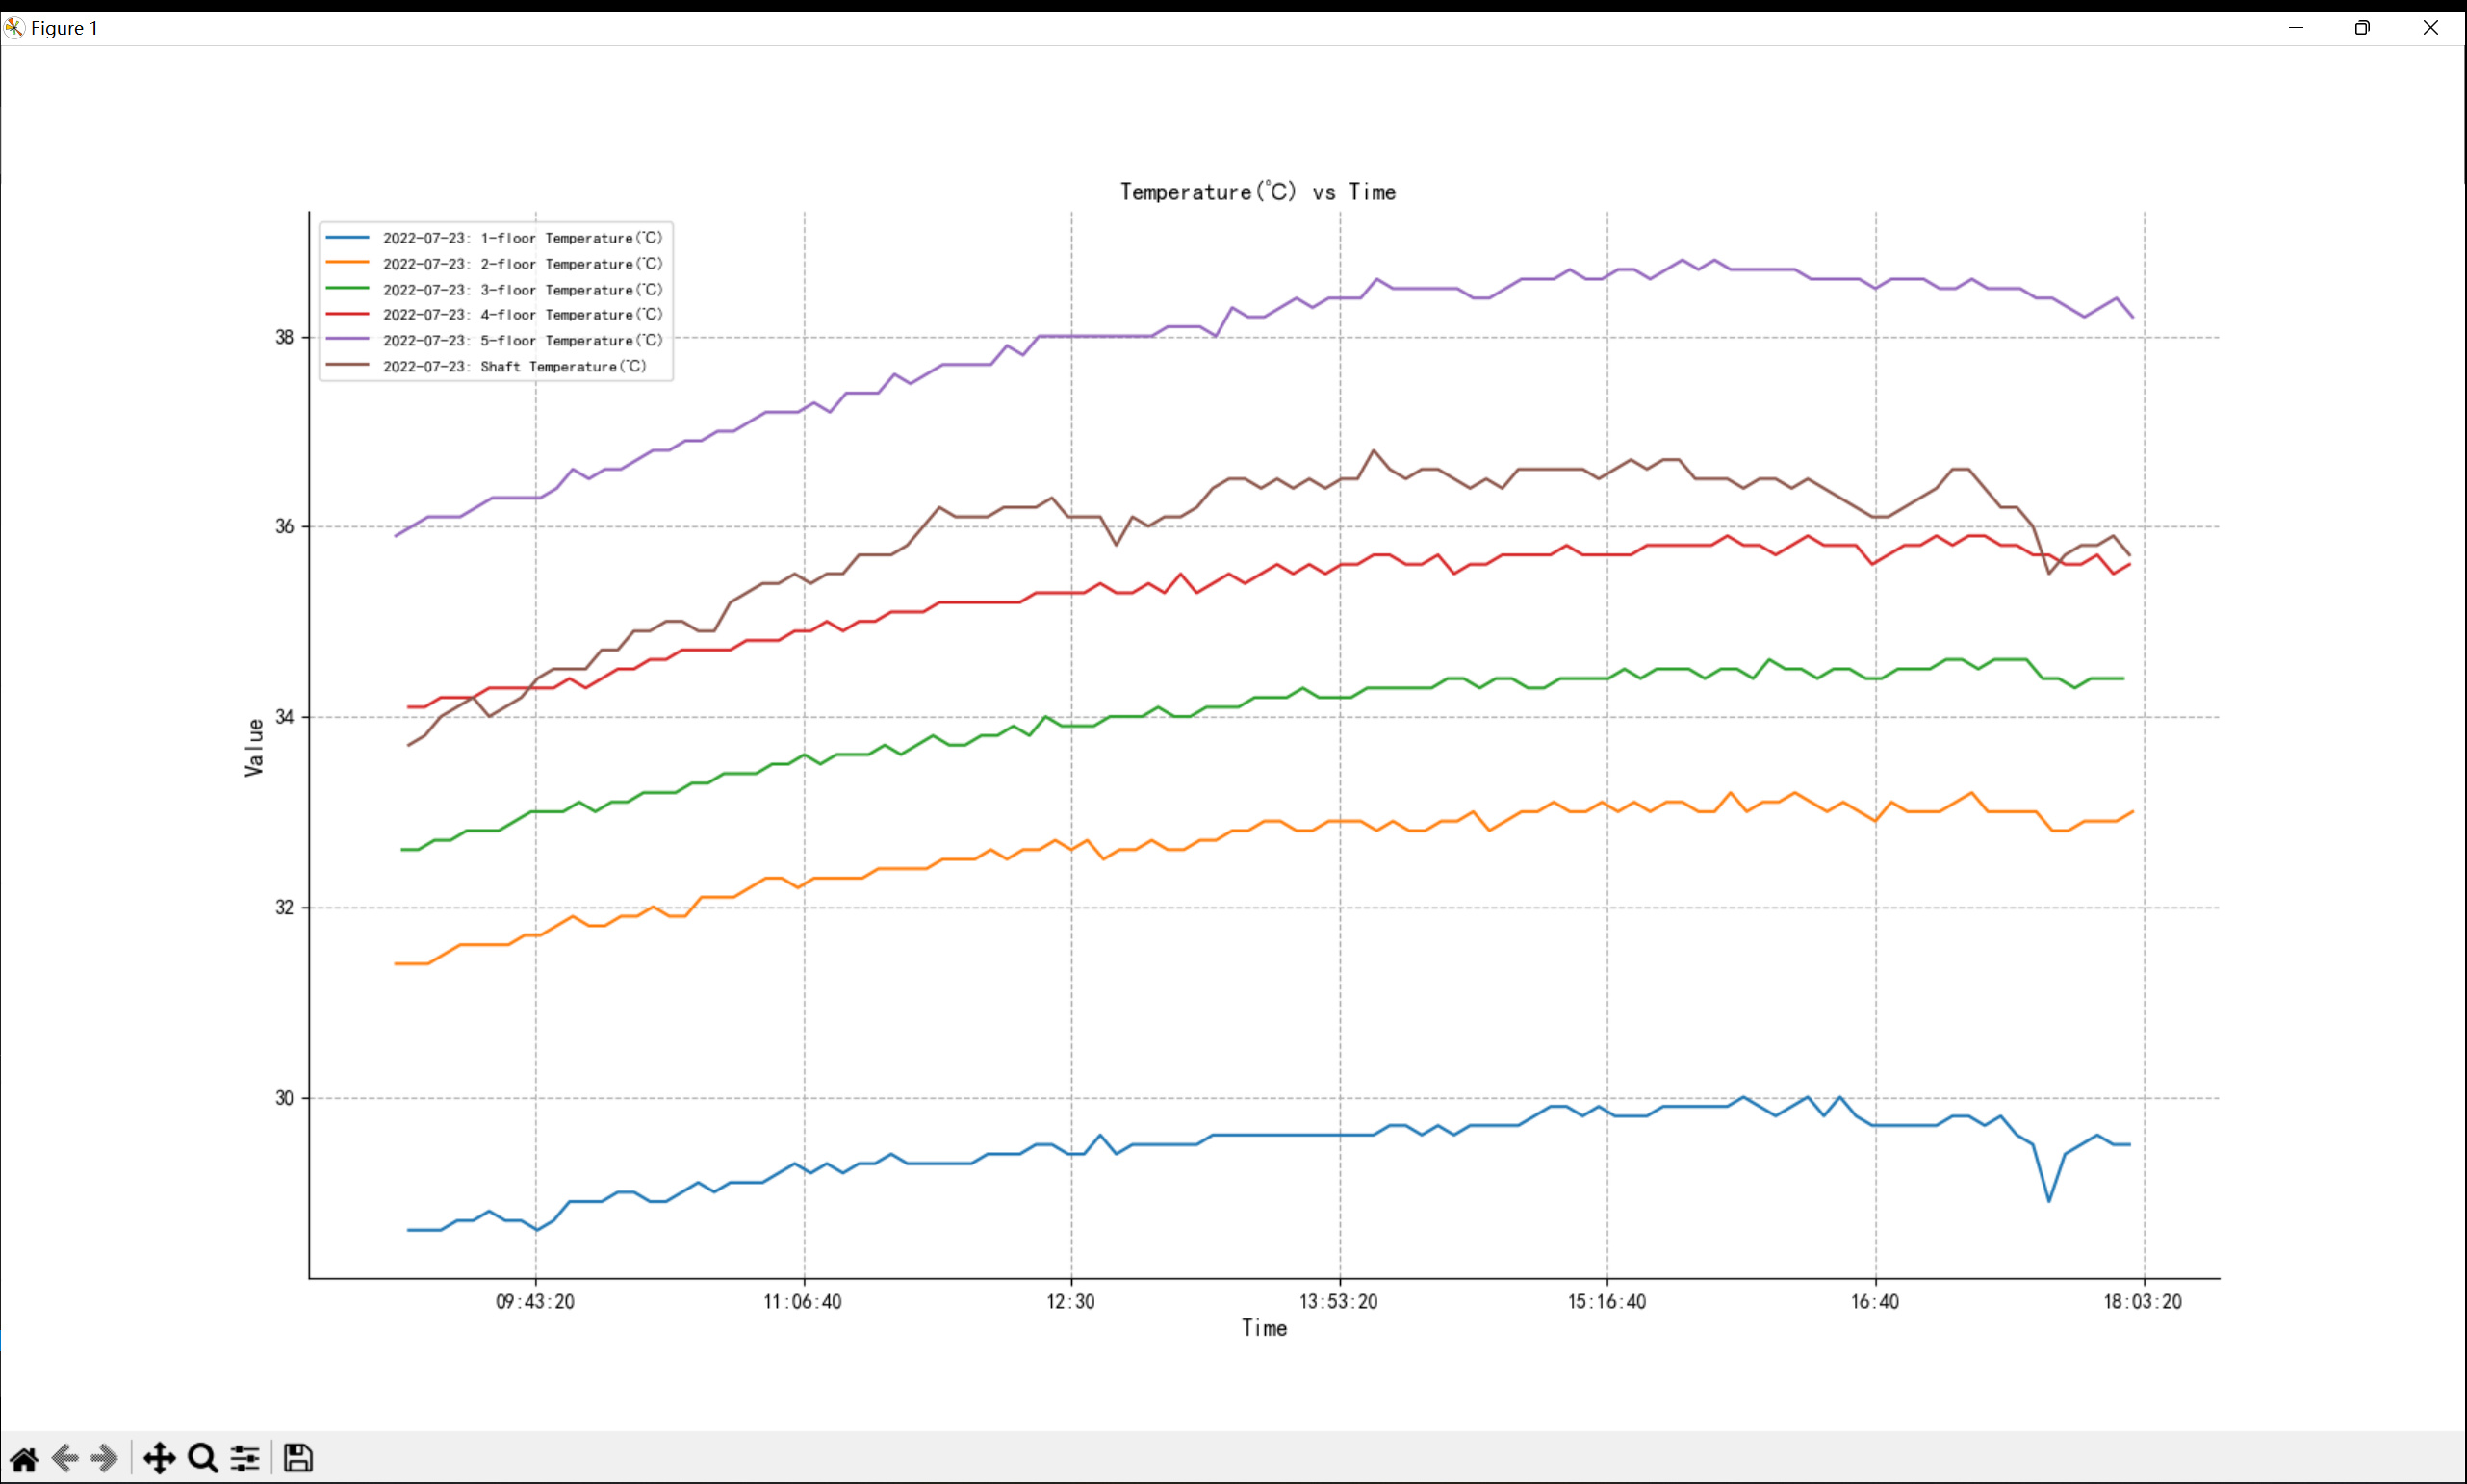 Figure 1
Temperature(℃) vs Time
2022-07-23: 1-floor Temperature(℃)
2022-07-23: 2-floor Temperature(℃)
2022-07-23: 3-floor Temperature(℃)
2022-07-23: 4-floor Temperature(℃)
2022-07-23: 5-floor Temperature(℃)
2022-07-23: Shaft Temperature(℃)
38
36
34
32
30
Value
09:43:20 11:06:40 12:30 13:53:20 15:16:40 16:40 18:03:20
Time